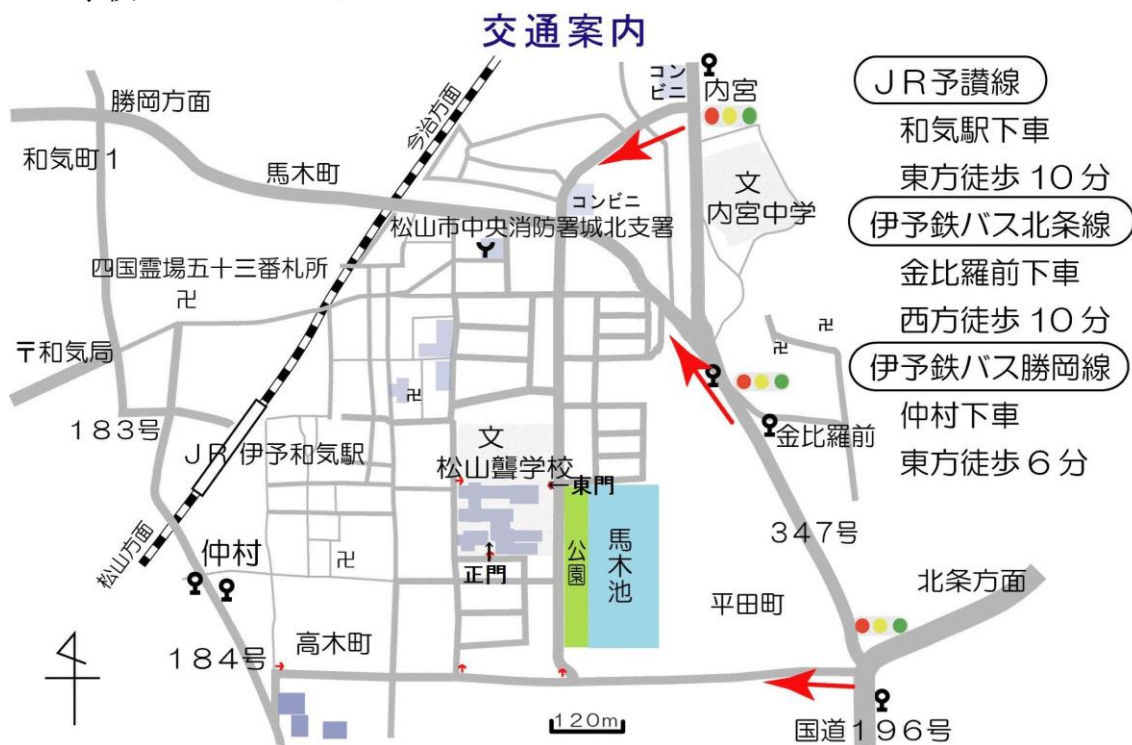 交通案内
コンビニ
内宮
勝岡方面
今治方面
和気町１
馬木町
コンビニ
文
内宮中学
松山市中央消防署城北支署
四国霊場五十三番札所
卍
卍
卍
〒和気局
卍
金比羅前
１８３号
ＪＲ 伊予和気駅
文
松山聾学校
←東門
３４７号
松山方面
仲村
卍
↑
正門
公園
馬木池
平田町
北条方面
高木町
１８４号
120m
国道１９６号
ＪＲ予讃線
和気駅下車
東方徒歩 10 分
伊予鉄バス北条線
金比羅前下車
西方徒歩 10 分
伊予鉄バス勝岡線
仲村下車
東方徒歩６分